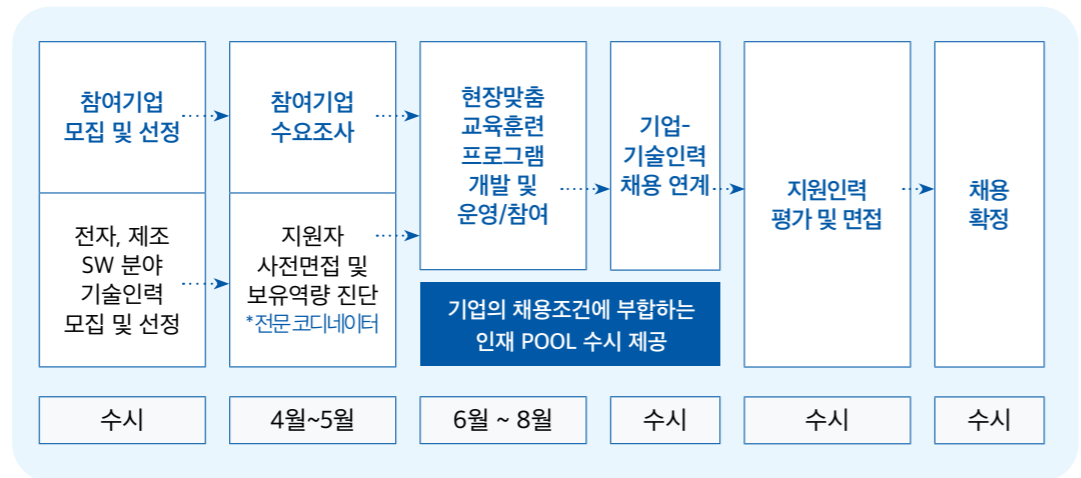 참여기업
모집 및 선정
전자, 제조
SW 분야
기술인력
모집 및 선정
참여기업
수요조사
지원자
사전면접 및
보유역량 진단
*전문코디네이터
현장맞춤
교육훈련
프로그램
개발 및
운영/참여
기업-
기술인력
채용 연계
기업의 채용조건에 부합하는
인재 POOL 수시 제공
지원인력
평가 및 면접
채용
확정
수시
4월~5월
6월 ~ 8월
수시
수시
수시